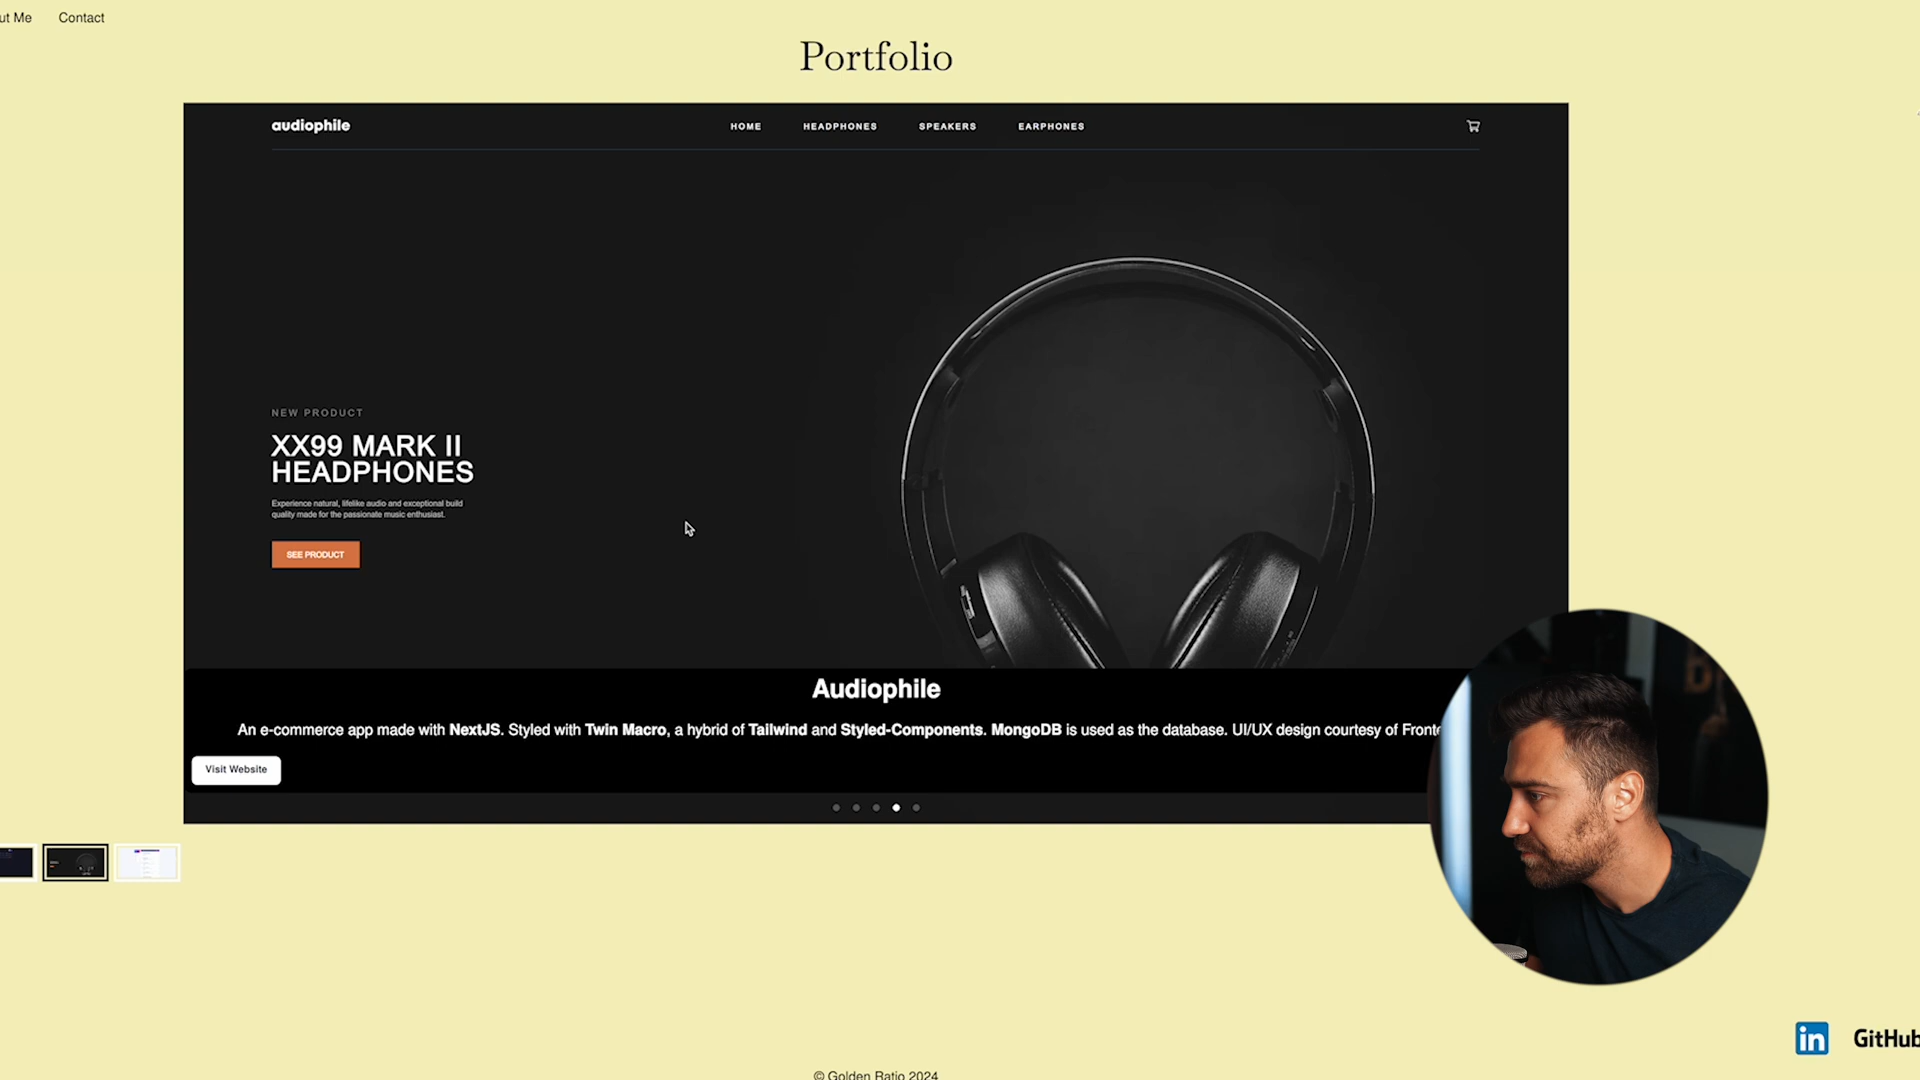 Contact
Portfolio
audiophile
HOME HEADPHONES SPEAKERS EARPHONES
NEW PRODUCT
XX99 MARK II
HEADPHONES
Experience natural, lifelike audio and exceptional build
quality made for the passionate music enthusiast.
SEE PRODUCT
Audiophile
An e-commerce app made with NextJS. Styled with Twin Macro, a hybrid of Tailwind and Styled-Components. MongoDB is used as the database. UI/UX design courtesy of
Visit Website
in GitHub
© Golden Ratio 2024